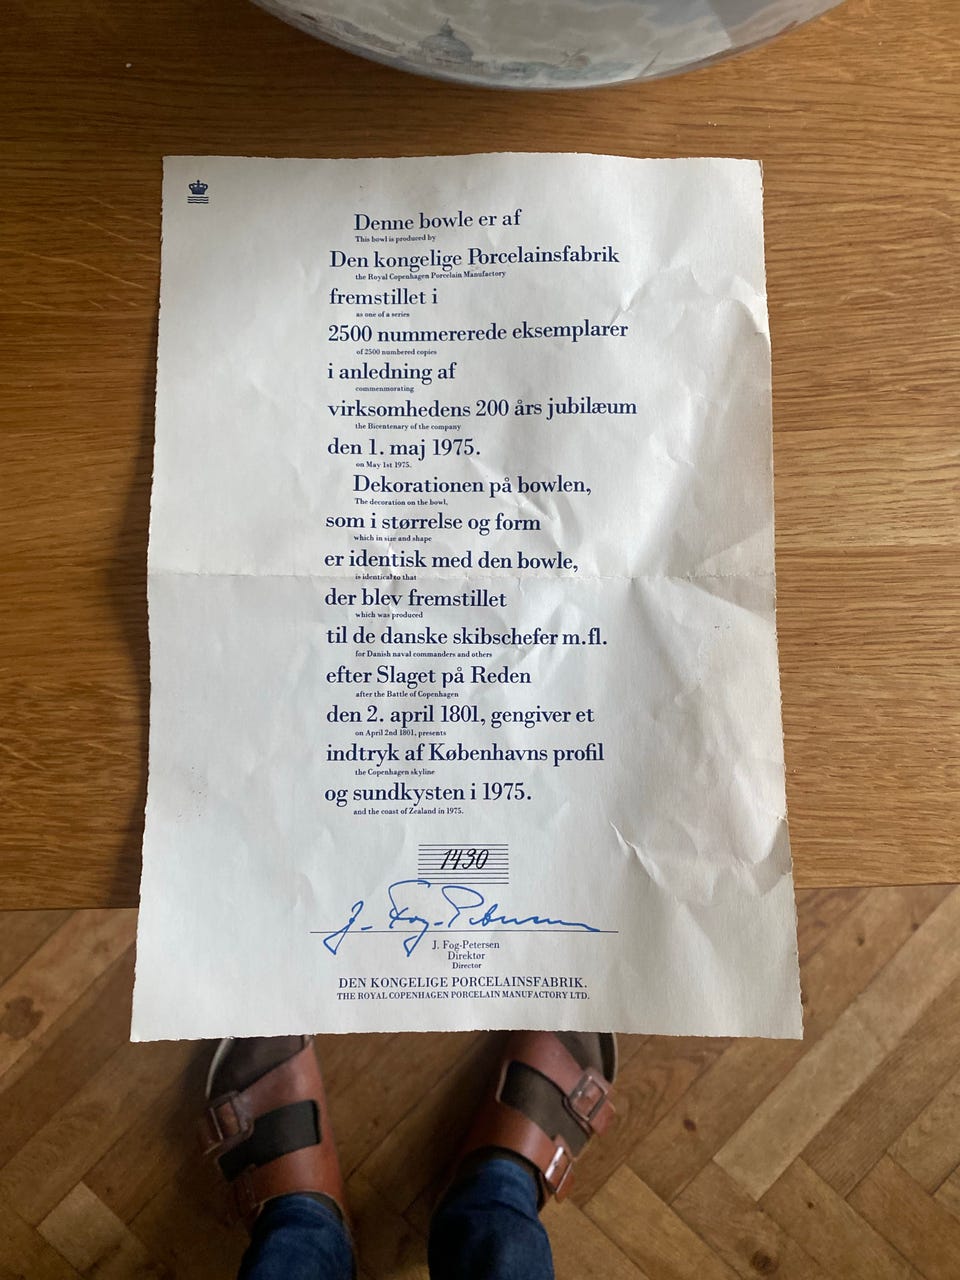 Denne bowle er af
This bowl is produced by
Den kongelige Porcelainsfabrik
the Royal Copenhagen Porcelain Manufactory
fremstillet i
as one of a series
2500 nummererede eksemplarer
of 2500 numbered copies
i anledning af
commenmorating
virksomhedens 200 års jubilæum
the Bicentenary of the company
den 1. maj 1975.
on May 1st 1975.
Dekorationen på bowlen,
The decoration on the bowl,
som i størrelse og form
which in size and shape
er identisk med den bowle,
is identical to that
der blev fremstillet
which was produced
til de danske skibschefer m.fl.
for Danish naval commanders and others
efter Slaget på Reden
after the Battle of Copenhagen
den 2. april 1801, gengiver et
on April 2nd 1801, presents
indtryk af Københavns profil
the Copenhagen skyline
og sundkysten i 1975.
and the coast of Zealand in 1975.
1430
J. Fog-Petersen
J. Fog-Petersen
Direktør
Director
DEN KONGELIGE PORCELAINSFABRIK.
THE ROYAL COPENHAGEN PORCELAIN MANUFACTORY LTD.